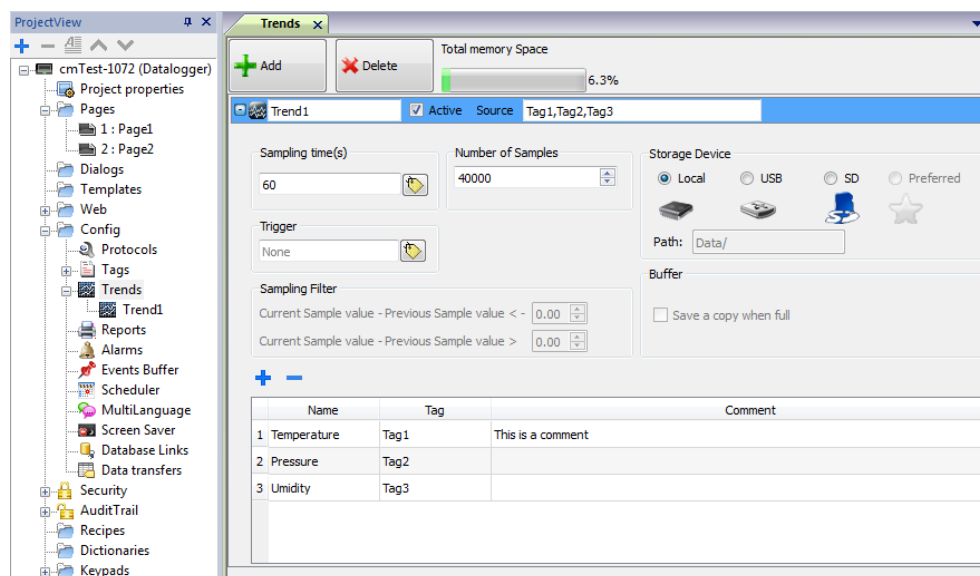 ProjectView
cmTest-1072 (Datalogger)
Project properties
Pages
1 : Page1
2 : Page2
Dialogs
Templates
Web
Config
Protocols
Tags
Trends
Trend1
Reports
Alarms
Events Buffer
Scheduler
MultiLanguage
Screen Saver
Database Links
Data transfers
Security
AuditTrail
Recipes
Dictionaries
Keypads
Trends
Add
Delete
Total memory Space
6.3%
Trend1
Active
Source
Tag1,Tag2,Tag3
Sampling time(s)
60
Number of Samples
40000
Storage Device
Local
USB
SD
Preferred
Path:
Data/
Trigger
None
Sampling Filter
Current Sample value - Previous Sample value < -
0.00
Current Sample value - Previous Sample value >
0.00
Buffer
Save a copy when full
Name Tag Comment
1 Temperature Tag1 This is a comment
2 Pressure Tag2
3 Umidity Tag3